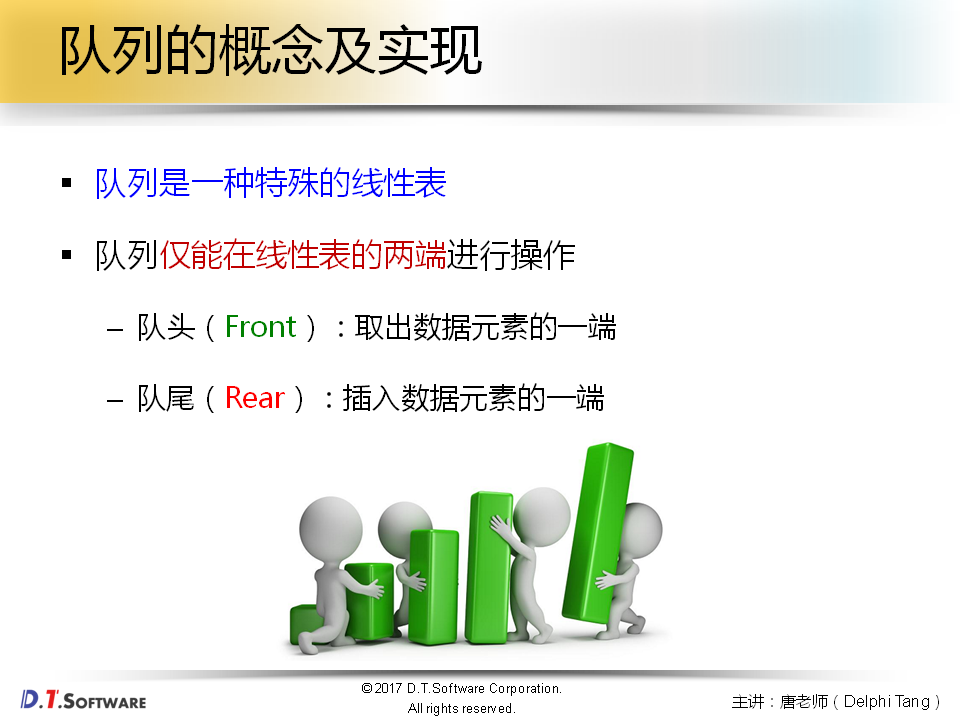 队列的概念及实现
▪ 队列是一种特殊的线性表
▪ 队列仅能在线性表的两端进行操作
– 队头（Front）：取出数据元素的一端
– 队尾（Rear）：插入数据元素的一端
D.T.SOFTWARE
©2017 D.T.Software Corporation.
All rights reserved.
主讲：唐老师（Delphi Tang）